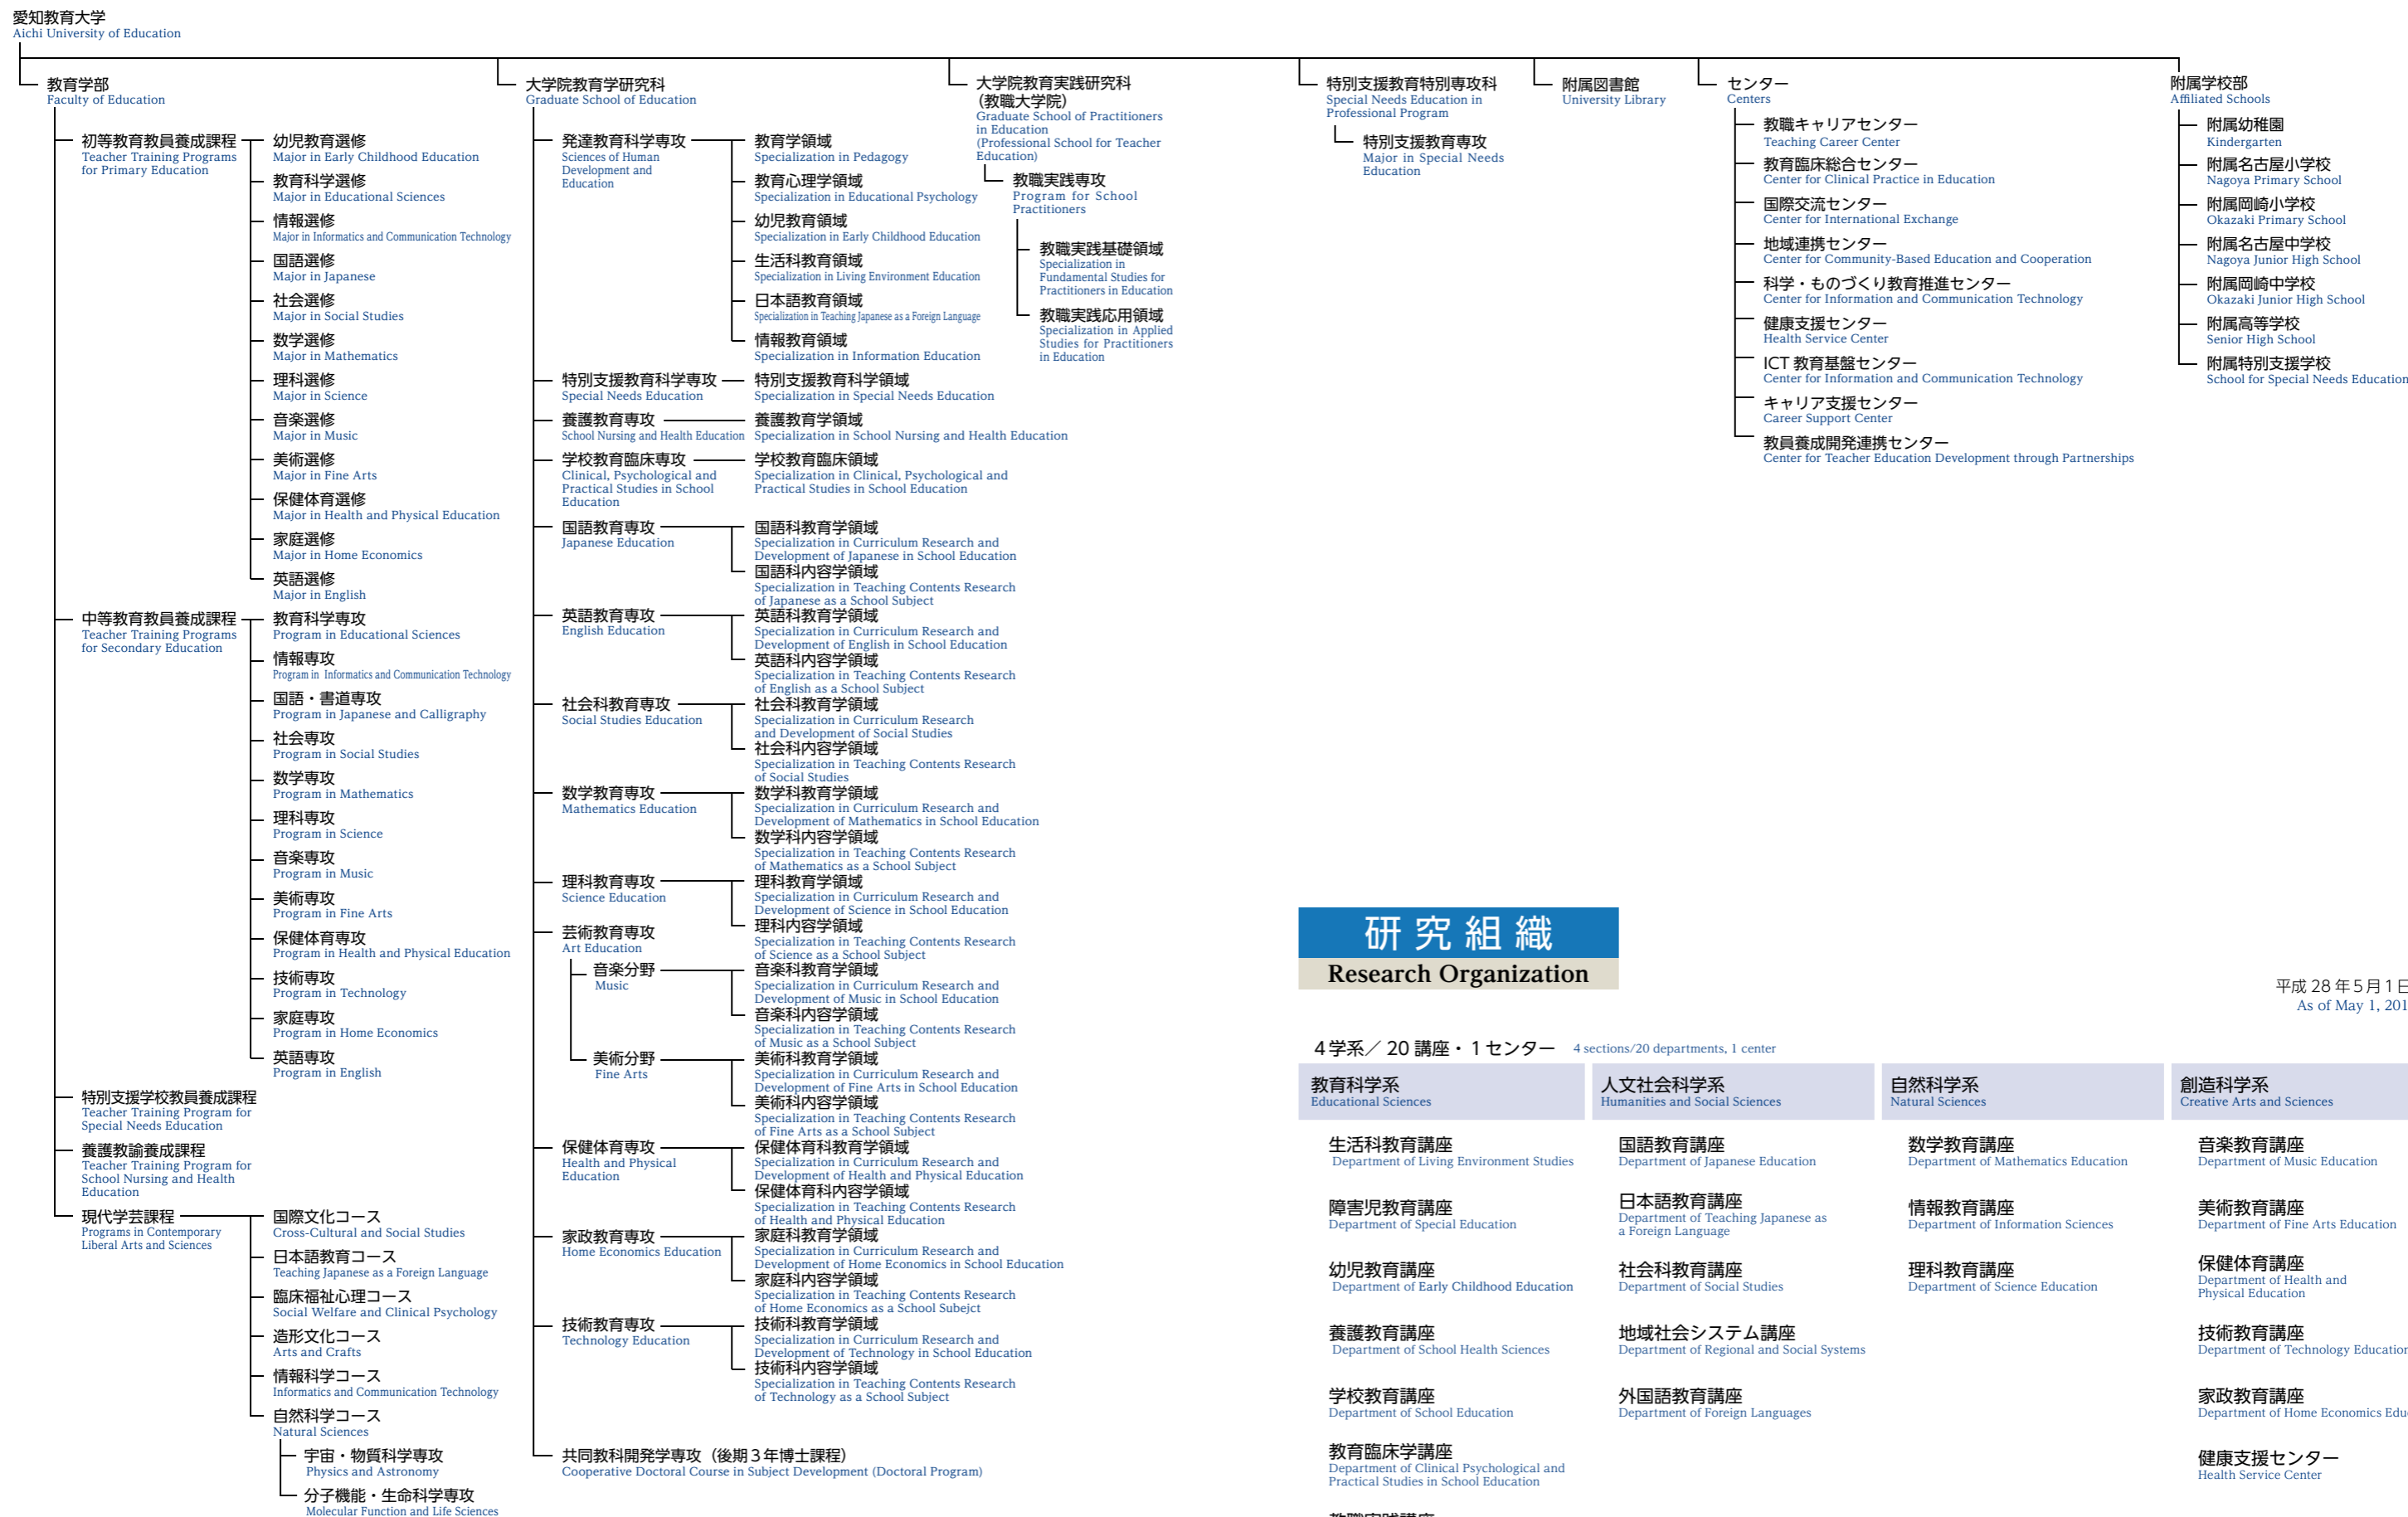 愛知教育大学
Aichi University of Education
教育学部
Faculty of Education
初等教育教員養成課程
Teacher Training Programs
for Primary Education
幼児教育選修
Major in Early Childhood Education
教育科学選修
Major in Educational Sciences
情報選修
Major in Informatics and Communication Technology
国語選修
Major in Japanese
社会選修
Major in Social Studies
数学選修
Major in Mathematics
理科選修
Major in Science
音楽選修
Major in Music
美術選修
Major in Fine Arts
保健体育選修
Major in Health and Physical Education
家庭選修
Major in Home Economics
英語選修
Major in English
中等教育教員養成課程
Teacher Training Programs
for Secondary Education
教育科学専攻
Program in Educational Sciences
情報専攻
Program in Informatics and Communication Technology
国語・書道専攻
Program in Japanese and Calligraphy
社会専攻
Program in Social Studies
数学専攻
Program in Mathematics
理科専攻
Program in Science
音楽専攻
Program in Music
美術専攻
Program in Fine Arts
保健体育専攻
Program in Health and Physical Education
技術専攻
Program in Technology
家庭専攻
Program in Home Economics
英語専攻
Program in English
特別支援学校教員養成課程
Teacher Training Program for
Special Needs Education
養護教諭養成課程
Teacher Training Program for
School Nursing and Health
Education
現代学芸課程
Programs in Contemporary
Liberal Arts and Sciences
国際文化コース
Cross-Cultural and Social Studies
日本語教育コース
Teaching Japanese as a Foreign Language
臨床福祉心理コース
Social Welfare and Clinical Psychology
造形文化コース
Arts and Crafts
情報科学コース
Informatics and Communication Technology
自然科学コース
Natural Sciences
宇宙・物質科学専攻
Physics and Astronomy
分子機能・生命科学専攻
Molecular Function and Life Sciences
大学院教育学研究科
Graduate School of Education
発達教育科学専攻
Sciences of Human
Development and
Education
教育学領域
Specialization in Pedagogy
教育心理学領域
Specialization in Educational Psychology
幼児教育領域
Specialization in Early Childhood Education
生活科教育領域
Specialization in Living Environment Education
日本語教育領域
Specialization in Teaching Japanese as a Foreign Language
情報教育領域
Specialization in Information Education
特別支援教育科学専攻
Special Needs Education
特別支援教育科学領域
Specialization in Special Needs Education
養護教育専攻
School Nursing and Health Education
養護教育学領域
Specialization in School Nursing and Health Education
学校教育臨床専攻
Clinical, Psychological and
Practical Studies in School
Education
学校教育臨床領域
Specialization in Clinical, Psychological and
Practical Studies in School Education
国語教育専攻
Japanese Education
国語科教育学領域
Specialization in Curriculum Research and
Development of Japanese in School Education
国語科内容学領域
Specialization in Teaching Contents Research
of Japanese as a School Subject
英語教育専攻
English Education
英語科教育学領域
Specialization in Curriculum Research and
Development of English in School Education
英語科内容学領域
Specialization in Teaching Contents Research
of English as a School Subject
社会科教育専攻
Social Studies Education
社会科教育学領域
Specialization in Curriculum Research
and Development of Social Studies
社会科内容学領域
Specialization in Teaching Contents Research
of Social Studies
数学教育専攻
Mathematics Education
数学科教育学領域
Specialization in Curriculum Research and
Development of Mathematics in School Education
数学科内容学領域
Specialization in Teaching Contents Research
of Mathematics as a School Subject
理科教育専攻
Science Education
理科教育学領域
Specialization in Curriculum Research and
Development of Science in School Education
理科内容学領域
Specialization in Teaching Contents Research
of Science as a School Subject
芸術教育専攻
Art Education
音楽分野
Music
音楽科教育学領域
Specialization in Curriculum Research and
Development of Music in School Education
音楽科内容学領域
Specialization in Teaching Contents Research
of Music as a School Subject
美術分野
Fine Arts
美術科教育学領域
Specialization in Curriculum Research and
Development of Fine Arts in School Education
美術科内容学領域
Specialization in Teaching Contents Research
of Fine Arts as a School Subject
保健体育専攻
Health and Physical
Education
保健体育科教育学領域
Specialization in Curriculum Research and
Development of Health and Physical Education
保健体育科内容学領域
Specialization in Teaching Contents Research
of Health and Physical Education
家政教育専攻
Home Economics Education
家庭科教育学領域
Specialization in Curriculum Research and
Development of Home Economics in School Education
家庭科内容学領域
Specialization in Teaching Contents Research
of Home Economics as a School Subejct
技術教育専攻
Technology Education
技術科教育学領域
Specialization in Curriculum Research and
Development of Technology in School Education
技術科内容学領域
Specialization in Teaching Contents Research
of Technology as a School Subject
共同教科開発学専攻（後期３年博士課程）
Cooperative Doctoral Course in Subject Development (Doctoral Program)
大学院教育実践研究科
（教職大学院）
Graduate School of Practitioners
in Education
(Professional School for Teacher
Education)
教職実践専攻
Program for School
Practitioners
教職実践基礎領域
Specialization in
Fundamental Studies for
Practitioners in Education
教職実践応用領域
Specialization in Applied
Studies for Practitioners
in Education
特別支援教育特別専攻科
Special Needs Education in
Professional Program
特別支援教育専攻
Major in Special Needs
Education
附属図書館
University Library
センター
Centers
教職キャリアセンター
Teaching Career Center
教育臨床総合センター
Center for Clinical Practice in Education
国際交流センター
Center for International Exchange
地域連携センター
Center for Community-Based Education and Cooperation
科学・ものづくり教育推進センター
Center for Information and Communication Technology
健康支援センター
Health Service Center
ICT 教育基盤センター
Center for Information and Communication Technology
キャリア支援センター
Career Support Center
教員養成開発連携センター
Center for Teacher Education Development through Partnerships
附属学校部
Affiliated Schools
附属幼稚園
Kindergarten
附属名古屋小学校
Nagoya Primary School
附属岡崎小学校
Okazaki Primary School
附属名古屋中学校
Nagoya Junior High School
附属岡崎中学校
Okazaki Junior High School
附属高等学校
Senior High School
附属特別支援学校
School for Special Needs Education
研究組織
Research Organization
平成 28 年５月１日
As of May 1, 201
４学系／ 20 講座・１センター 4 sections/20 departments, 1 center
教育科学系
Educational Sciences
生活科教育講座
Department of Living Environment Studies
障害児教育講座
Department of Special Education
幼児教育講座
Department of Early Childhood Education
養護教育講座
Department of School Health Sciences
学校教育講座
Department of School Education
教育臨床学講座
Department of Clinical Psychological and
Practical Studies in School Education
教職実践講座
人文社会科学系
Humanities and Social Sciences
国語教育講座
Department of Japanese Education
日本語教育講座
Department of Teaching Japanese as
a Foreign Language
社会科教育講座
Department of Social Studies
地域社会システム講座
Department of Regional and Social Systems
外国語教育講座
Department of Foreign Languages
自然科学系
Natural Sciences
数学教育講座
Department of Mathematics Education
情報教育講座
Department of Information Sciences
理科教育講座
Department of Science Education
創造科学系
Creative Arts and Sciences
音楽教育講座
Department of Music Education
美術教育講座
Department of Fine Arts Education
保健体育講座
Department of Health and
Physical Education
技術教育講座
Department of Technology Education
家政教育講座
Department of Home Economics Edu
健康支援センター
Health Service Center